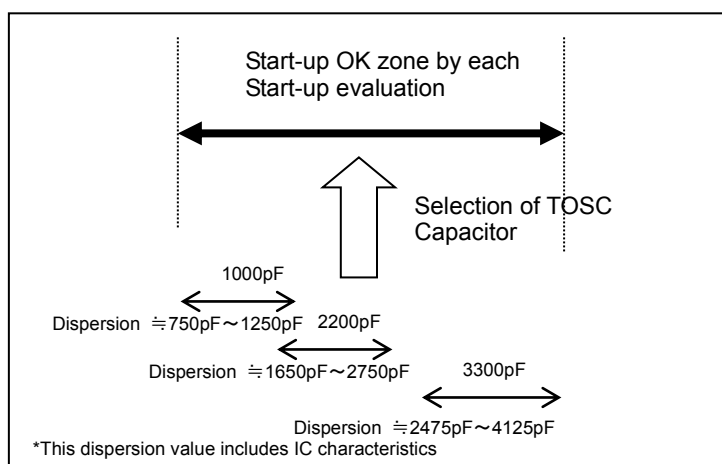 Start-up OK zone by each
Start-up evaluation
Selection of TOSC
Capacitor
1000pF
Dispersion ≒750pF～1250pF
2200pF
Dispersion ≒1650pF～2750pF
3300pF
Dispersion ≒2475pF～4125pF
*This dispersion value includes IC characteristics